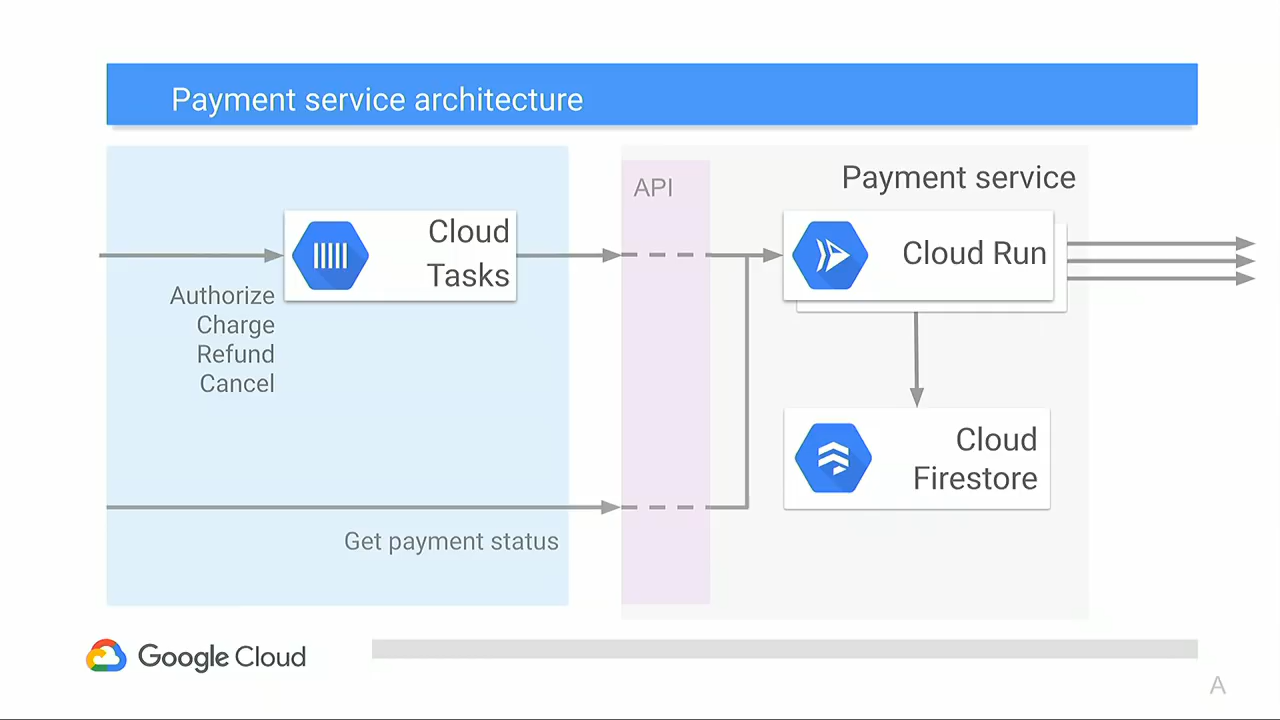 Payment service architecture
API
Payment service
Cloud
Tasks
Cloud Run
Authorize
Charge
Refund
Cancel
Cloud
Firestore
Get payment status
Google Cloud
A